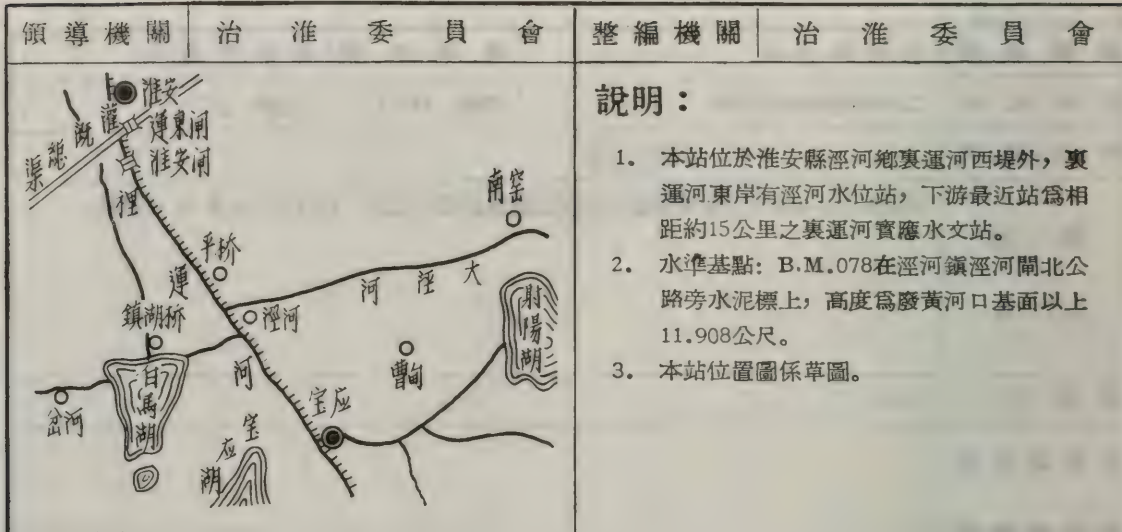 領導機關 治淮委員會 整編機關 治淮委員會
說明：
1. 本站位於淮安縣涇河鄉裏運河西堤外，裏
運河東岸有涇河水位站，下游最近站爲相
距約15公里之裏運河寶應水文站。
2. 水準基點：B.M.078在涇河鎮涇河閘北公
路旁水泥標上，高度爲廢黃河口基面以上
11.908公尺。
3. 本站位置圖係草圖。
淮安
運東闸
淮安闸
灌溉總渠
裡運河
平桥
南窑
大涇河
涇河
射陽湖
鎮湖桥
白馬湖
曹甸
岔河
宝应
宝应湖